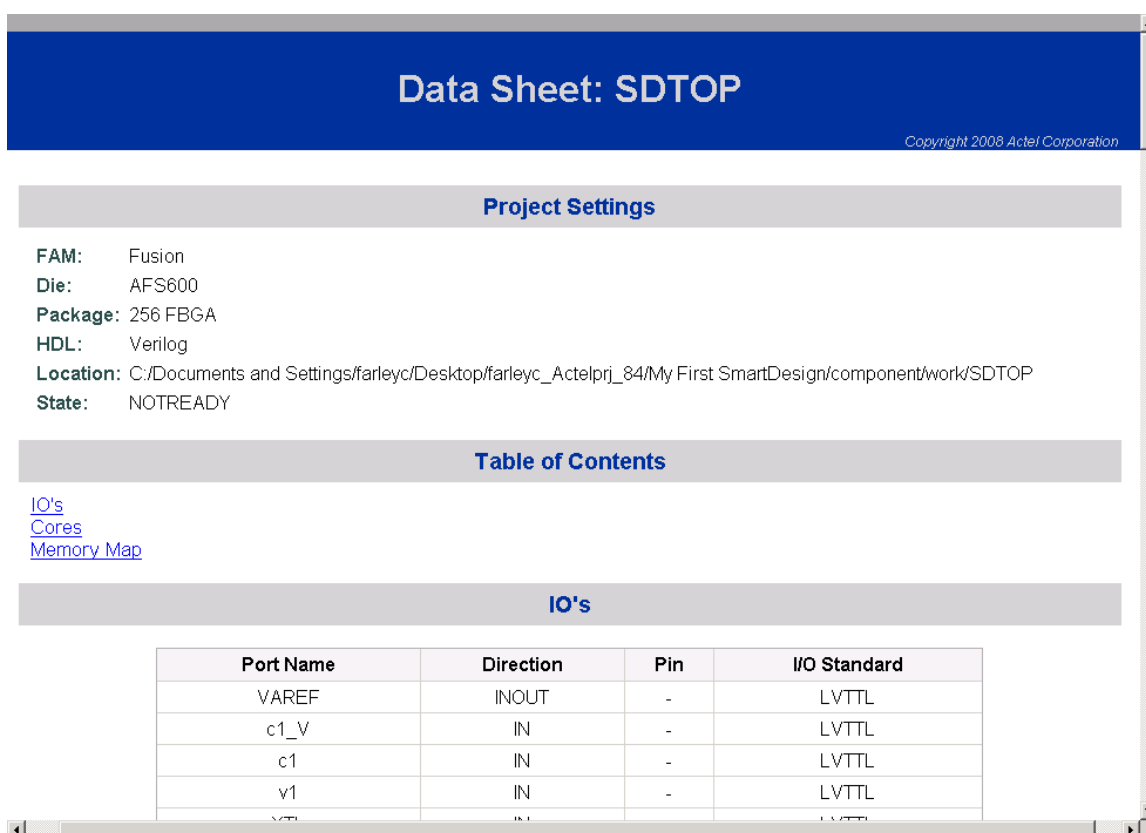 Data Sheet: SDTOP
Copyright 2008 Actel Corporation
Project Settings
FAM: Fusion
Die: AFS600
Package: 256 FBGA
HDL: Verilog
Location: C:/Documents and Settings/farleyc/Desktop/farleyc_Actelprj_84/My First SmartDesign/component/work/SDTOP
State: NOTREADY
Table of Contents
IO's
Cores
Memory Map
IO's
Port Name Direction Pin I/O Standard
VAREF INOUT - LVTTL
c1_V IN - LVTTL
c1 IN - LVTTL
v1 IN - LVTTL